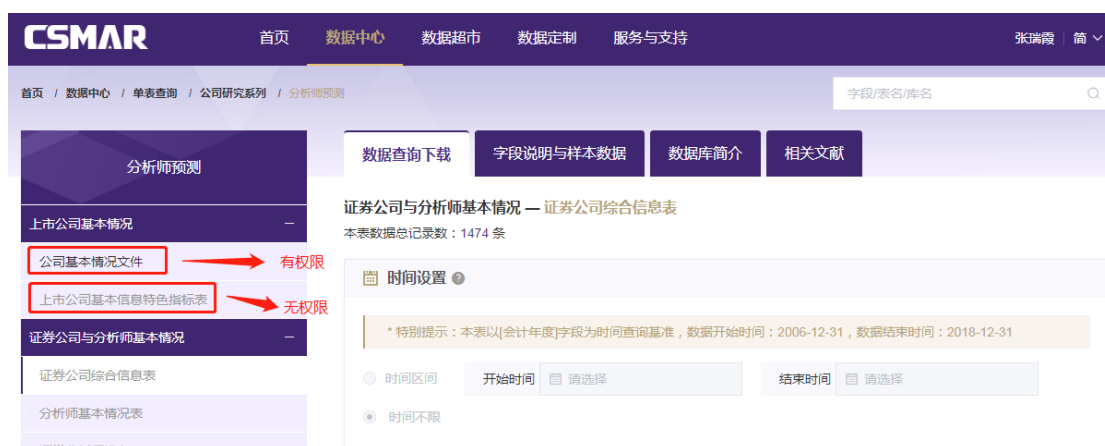 CSMAR 首页 数据中心 数据超市 数据定制 服务与支持 张瑞霞 简
首页 / 数据中心 / 单表查询 / 公司研究系列 / 分析师预测 字段/表名/库名
分析师预测
数据查询下载 字段说明与样本数据 数据库简介 相关文献
上市公司基本情况 －
证券公司与分析师基本情况 — 证券公司综合信息表
本表数据总记录数：1474 条
公司基本情况文件 有权限
时间设置
上市公司基本信息特色指标表 无权限
证券公司与分析师基本情况 －
*特别提示：本表以[会计年度]字段为时间查询基准，数据开始时间：2006-12-31，数据结束时间：2018-12-31
证券公司综合信息表
时间区间 开始时间 请选择 结束时间 请选择
分析师基本情况表
时间不限